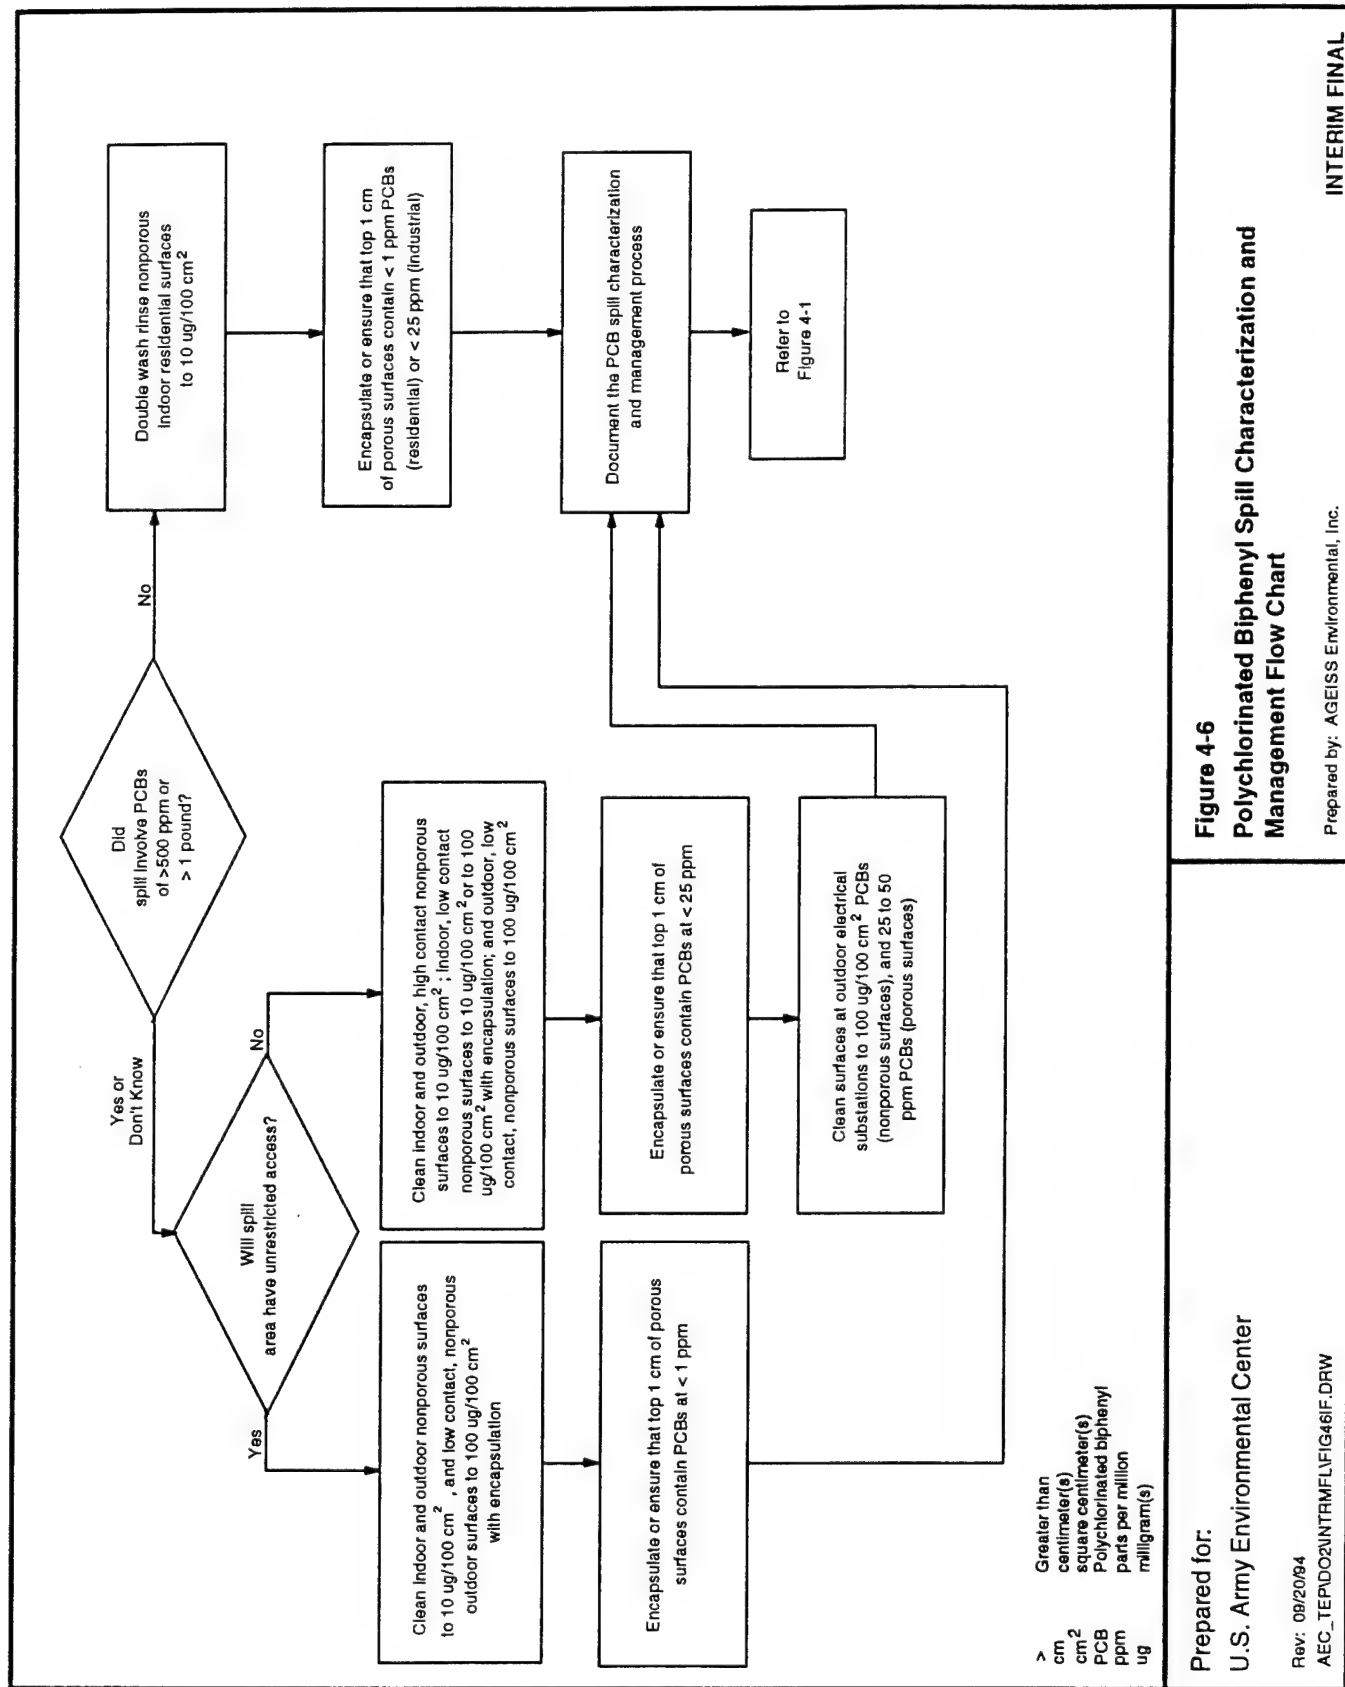 Did
spill involve PCBs
of >500 ppm or
> 1 pound?
No
Yes or
Don't Know
Double wash rinse nonporous
indoor residential surfaces
to 10 ug/100 cm²
Encapsulate or ensure that top 1 cm
of porous surfaces contain < 1 ppm PCBs
(residential) or < 25 ppm (industrial)
Document the PCB spill characterization
and management process
Refer to
Figure 4-1
Will spill
area have unrestricted access?
Yes
No
Clean indoor and outdoor nonporous surfaces
to 10 ug/100 cm² , and low contact, nonporous
outdoor surfaces to 100 ug/100 cm²
with encapsulation
Encapsulate or ensure that top 1 cm of porous
surfaces contain PCBs at < 1 ppm
Clean indoor and outdoor, high contact nonporous
surfaces to 10 ug/100 cm² ; indoor, low contact
nonporous surfaces to 10 ug/100 cm² or to 100
ug/100 cm² with encapsulation; and outdoor, low
contact, nonporous surfaces to 100 ug/100 cm²
Encapsulate or ensure that top 1 cm of
porous surfaces contain PCBs at < 25 ppm
Clean surfaces at outdoor electrical
substations to 100 ug/100 cm² PCBs
(nonporous surfaces), and 25 to 50
ppm PCBs (porous surfaces)
> Greater than
cm centimeter(s)
cm² square centimeter(s)
PCB Polychlorinated biphenyl
ppm parts per million
ug milligram(s)
Prepared for:
U.S. Army Environmental Center
Rev: 09/20/94
AEC_TEP\DO2\INTRMFL\FIG46IF.DRW
Figure 4-6
Polychlorinated Biphenyl Spill Characterization and
Management Flow Chart
Prepared by: AGEISS Environmental, Inc.
INTERIM FINAL